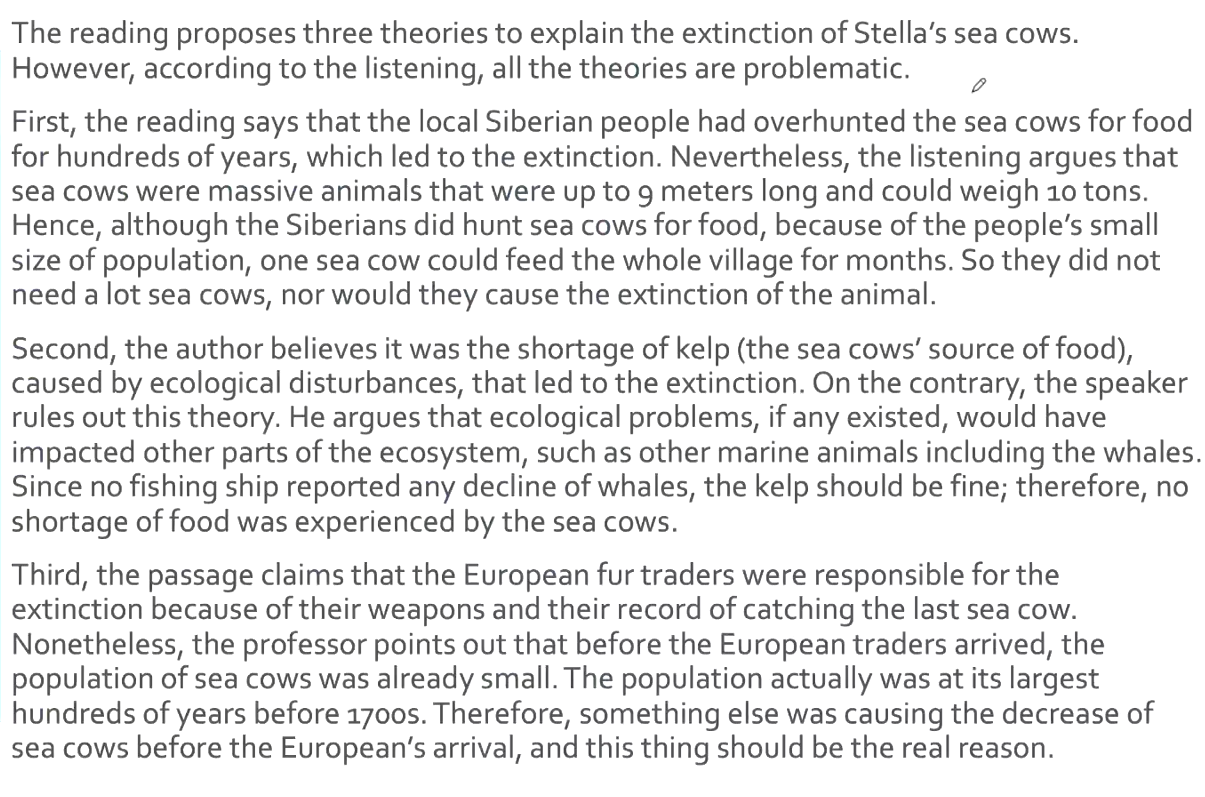 The reading proposes three theories to explain the extinction of Stella’s sea cows.
However, according to the listening, all the theories are problematic.
First, the reading says that the local Siberian people had overhunted the sea cows for food
for hundreds of years, which led to the extinction. Nevertheless, the listening argues that
sea cows were massive animals that were up to 9 meters long and could weigh 10 tons.
Hence, although the Siberians did hunt sea cows for food, because of the people’s small
size of population, one sea cow could feed the whole village for months. So they did not
need a lot sea cows, nor would they cause the extinction of the animal.
Second, the author believes it was the shortage of kelp (the sea cows’ source of food),
caused by ecological disturbances, that led to the extinction. On the contrary, the speaker
rules out this theory. He argues that ecological problems, if any existed, would have
impacted other parts of the ecosystem, such as other marine animals including the whales.
Since no fishing ship reported any decline of whales, the kelp should be fine; therefore, no
shortage of food was experienced by the sea cows.
Third, the passage claims that the European fur traders were responsible for the
extinction because of their weapons and their record of catching the last sea cow.
Nonetheless, the professor points out that before the European traders arrived, the
population of sea cows was already small. The population actually was at its largest
hundreds of years before 1700s. Therefore, something else was causing the decrease of
sea cows before the European’s arrival, and this thing should be the real reason.